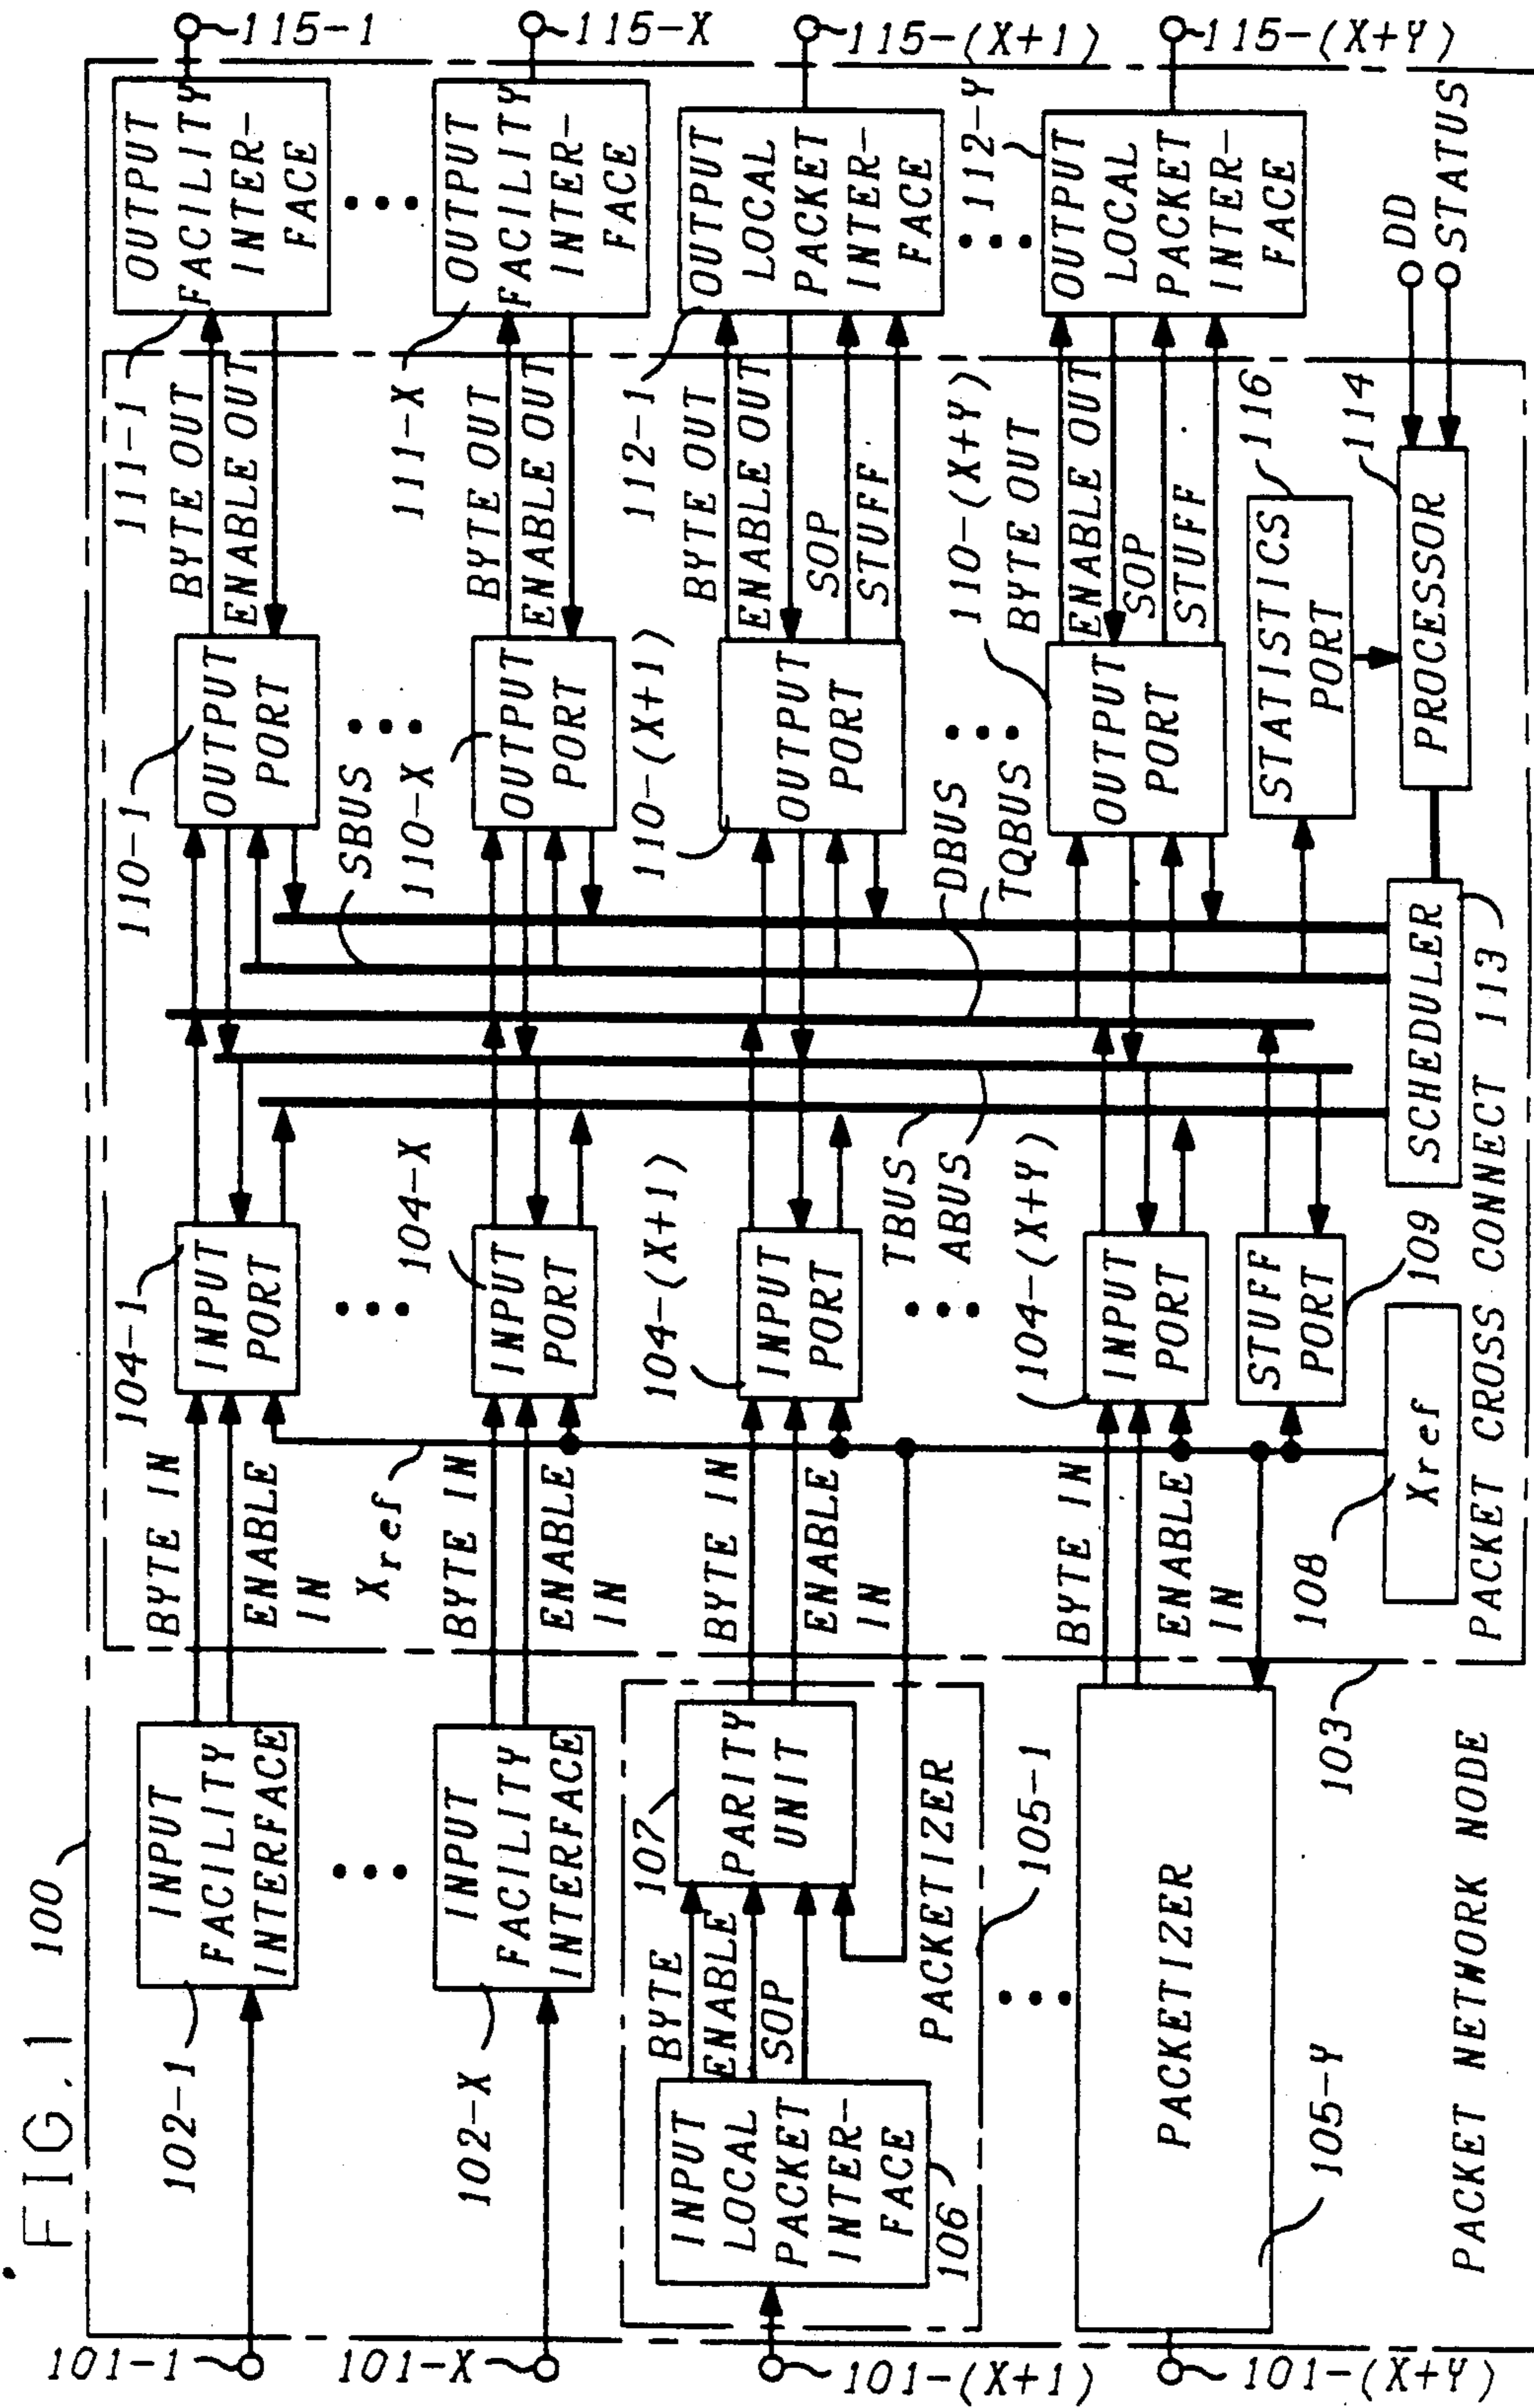 FIG. 1
100
101-1
102-1
INPUT
FACILITY
INTERFACE
BYTE IN
ENABLE
IN
104-1
INPUT
PORT
110-1
OUTPUT
PORT
BYTE OUT
ENABLE OUT
111-1
OUTPUT
FACILITY
INTER-
FACE
115-1
Xref
SBUS
101-X
102-X
INPUT
FACILITY
INTERFACE
BYTE IN
ENABLE
IN
104-X
INPUT
PORT
110-X
OUTPUT
PORT
BYTE OUT
ENABLE OUT
111-X
OUTPUT
FACILITY
INTER-
FACE
115-X
101-(X+1)
INPUT
LOCAL
PACKET
INTER-
FACE
106
BYTE
ENABLE
SOP
107
PARITY
UNIT
PACKETIZER
105-1
BYTE IN
ENABLE
IN
104-(X+1)
INPUT
PORT
TBUS
ABUS
110-(X+1)
OUTPUT
PORT
DBUS
TQBUS
BYTE OUT
ENABLE OUT
SOP
STUFF
112-1
OUTPUT
LOCAL
PACKET
INTER-
FACE
115-(X+1)
101-(X+Y)
PACKETIZER
105-Y
BYTE IN
ENABLE
IN
104-(X+Y)
INPUT
PORT
110-(X+Y)
OUTPUT
PORT
BYTE OUT
ENABLE OUT
SOP
STUFF
112-Y
OUTPUT
LOCAL
PACKET
INTER-
FACE
115-(X+Y)
STUFF
PORT
109
STATISTICS
PORT
116
108
Xref
SCHEDULER
113
PROCESSOR
114
DD
STATUS
103
PACKET CROSS CONNECT
PACKET NETWORK NODE